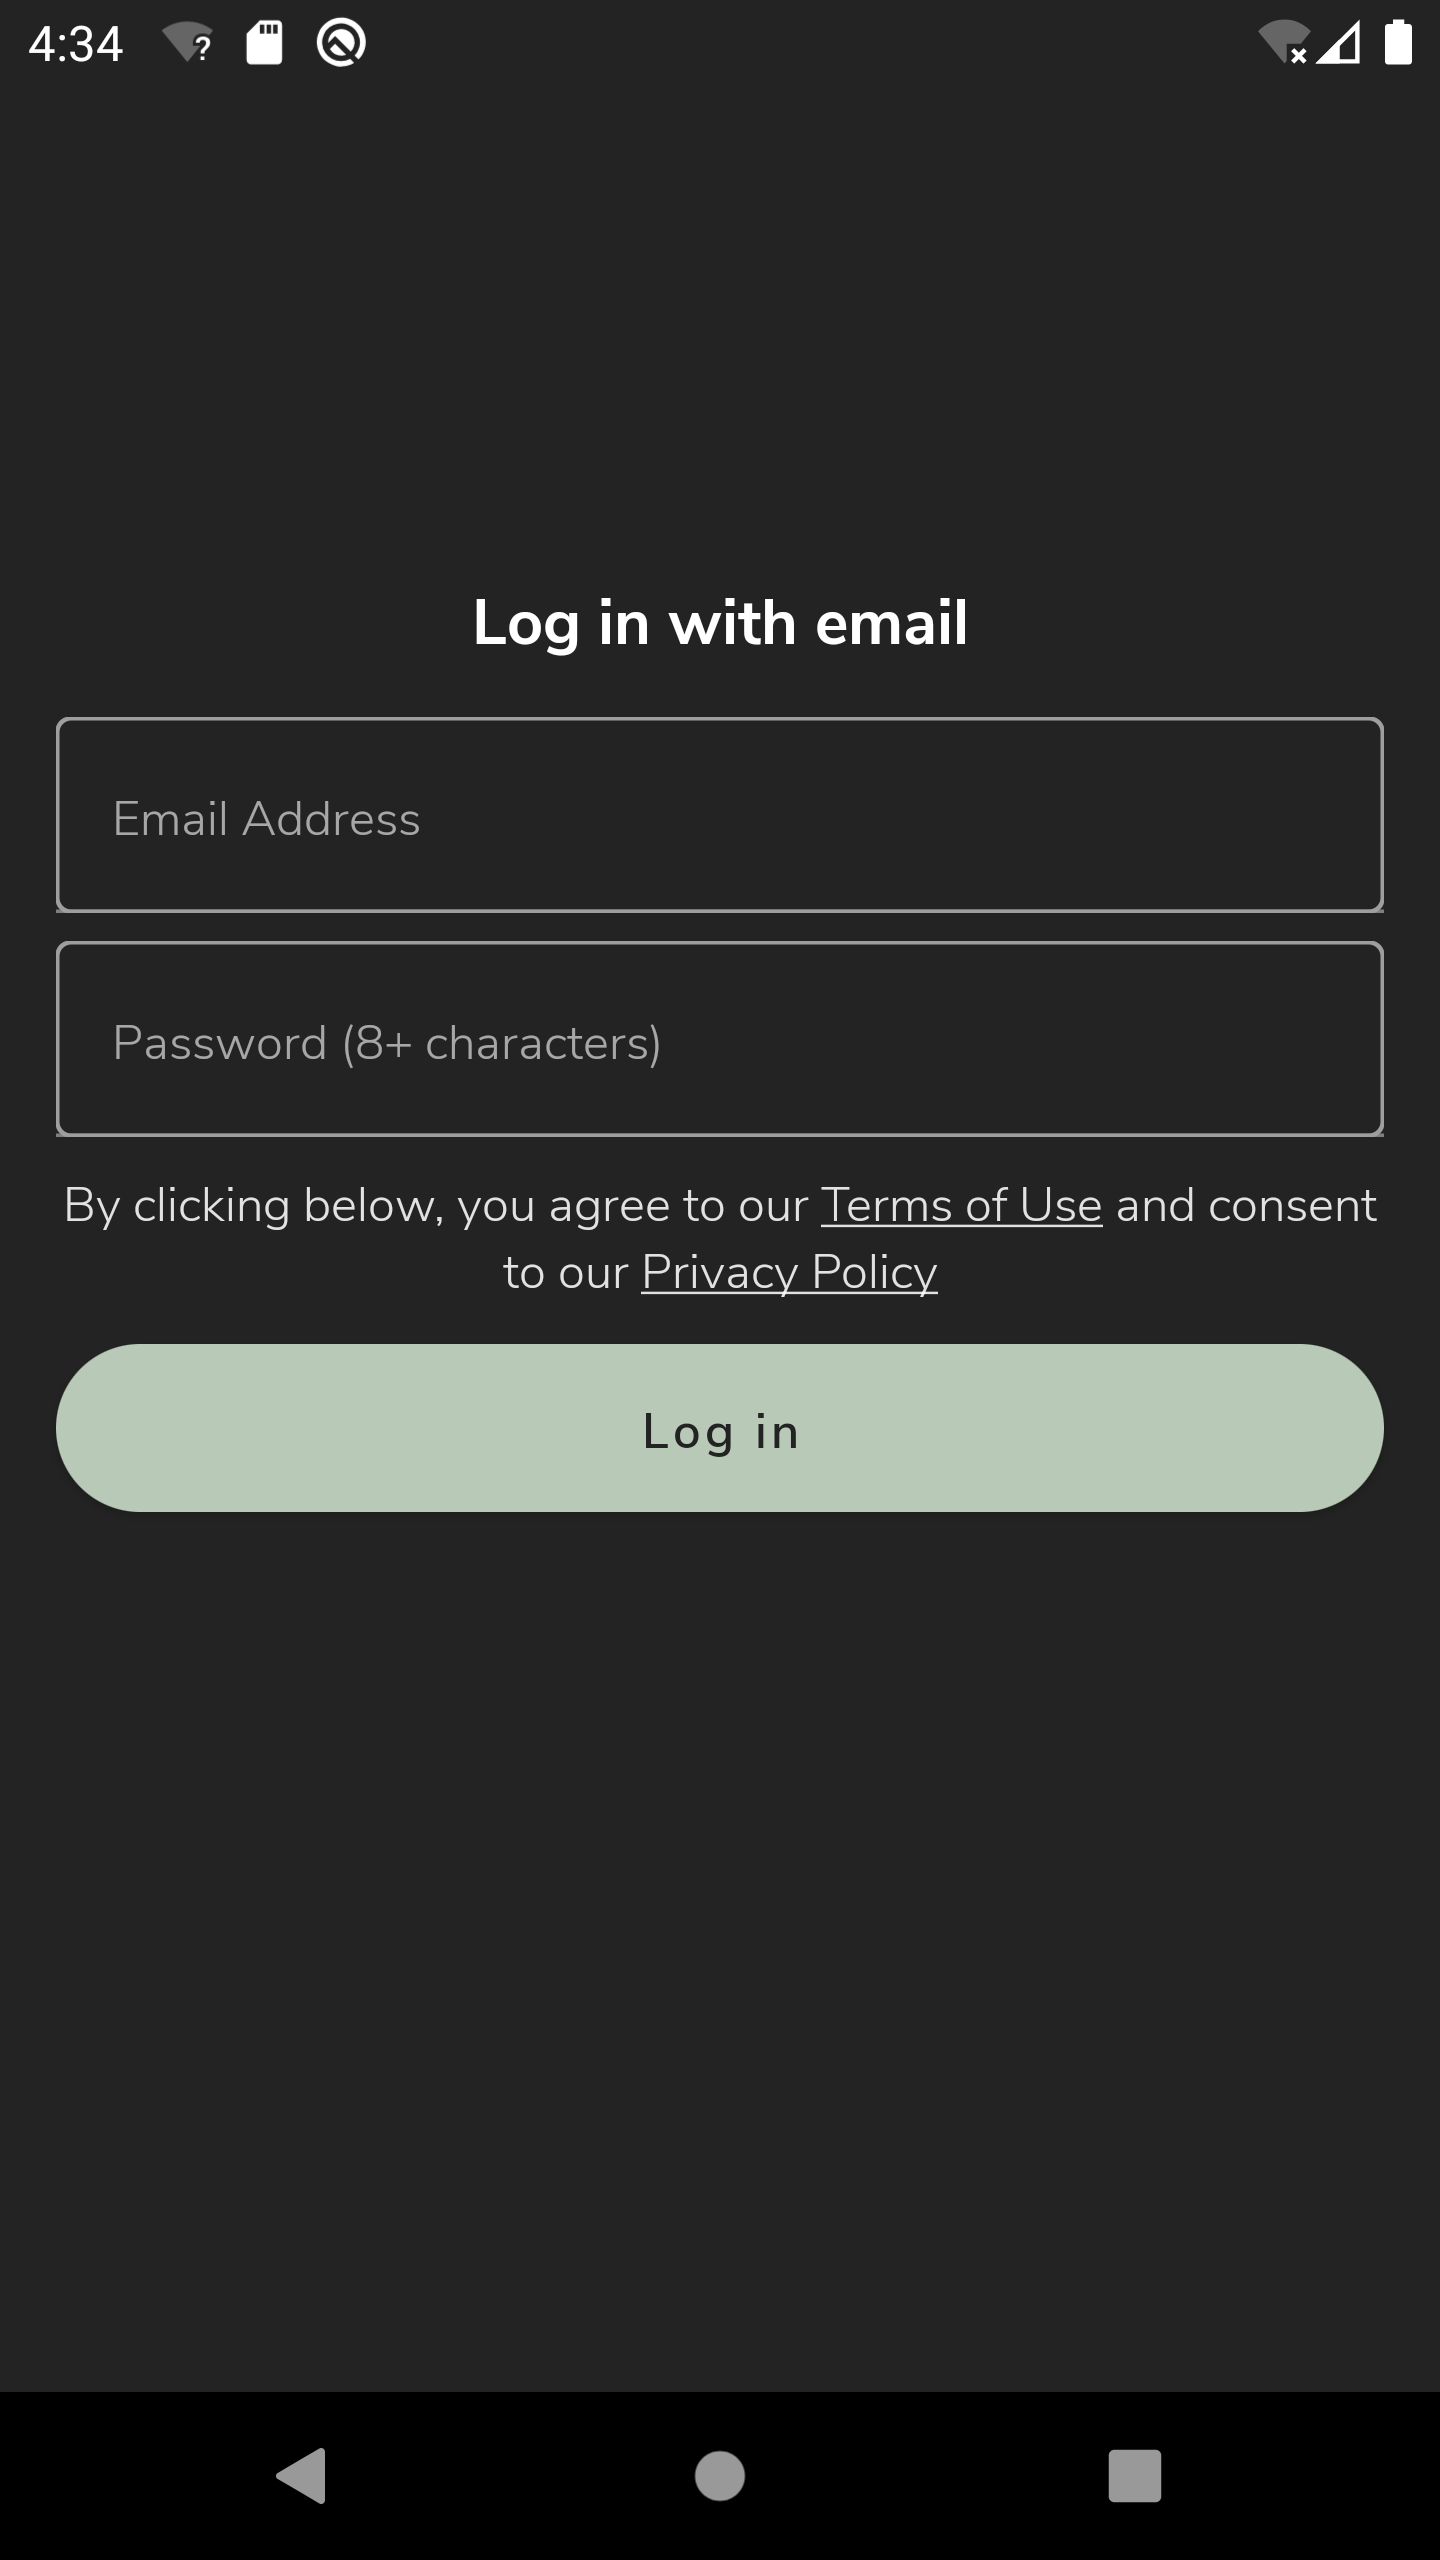 4:34
Log in with email
Email Address
Password (8+ characters)
By clicking below, you agree to our Terms of Use and consent
to our Privacy Policy
Log in